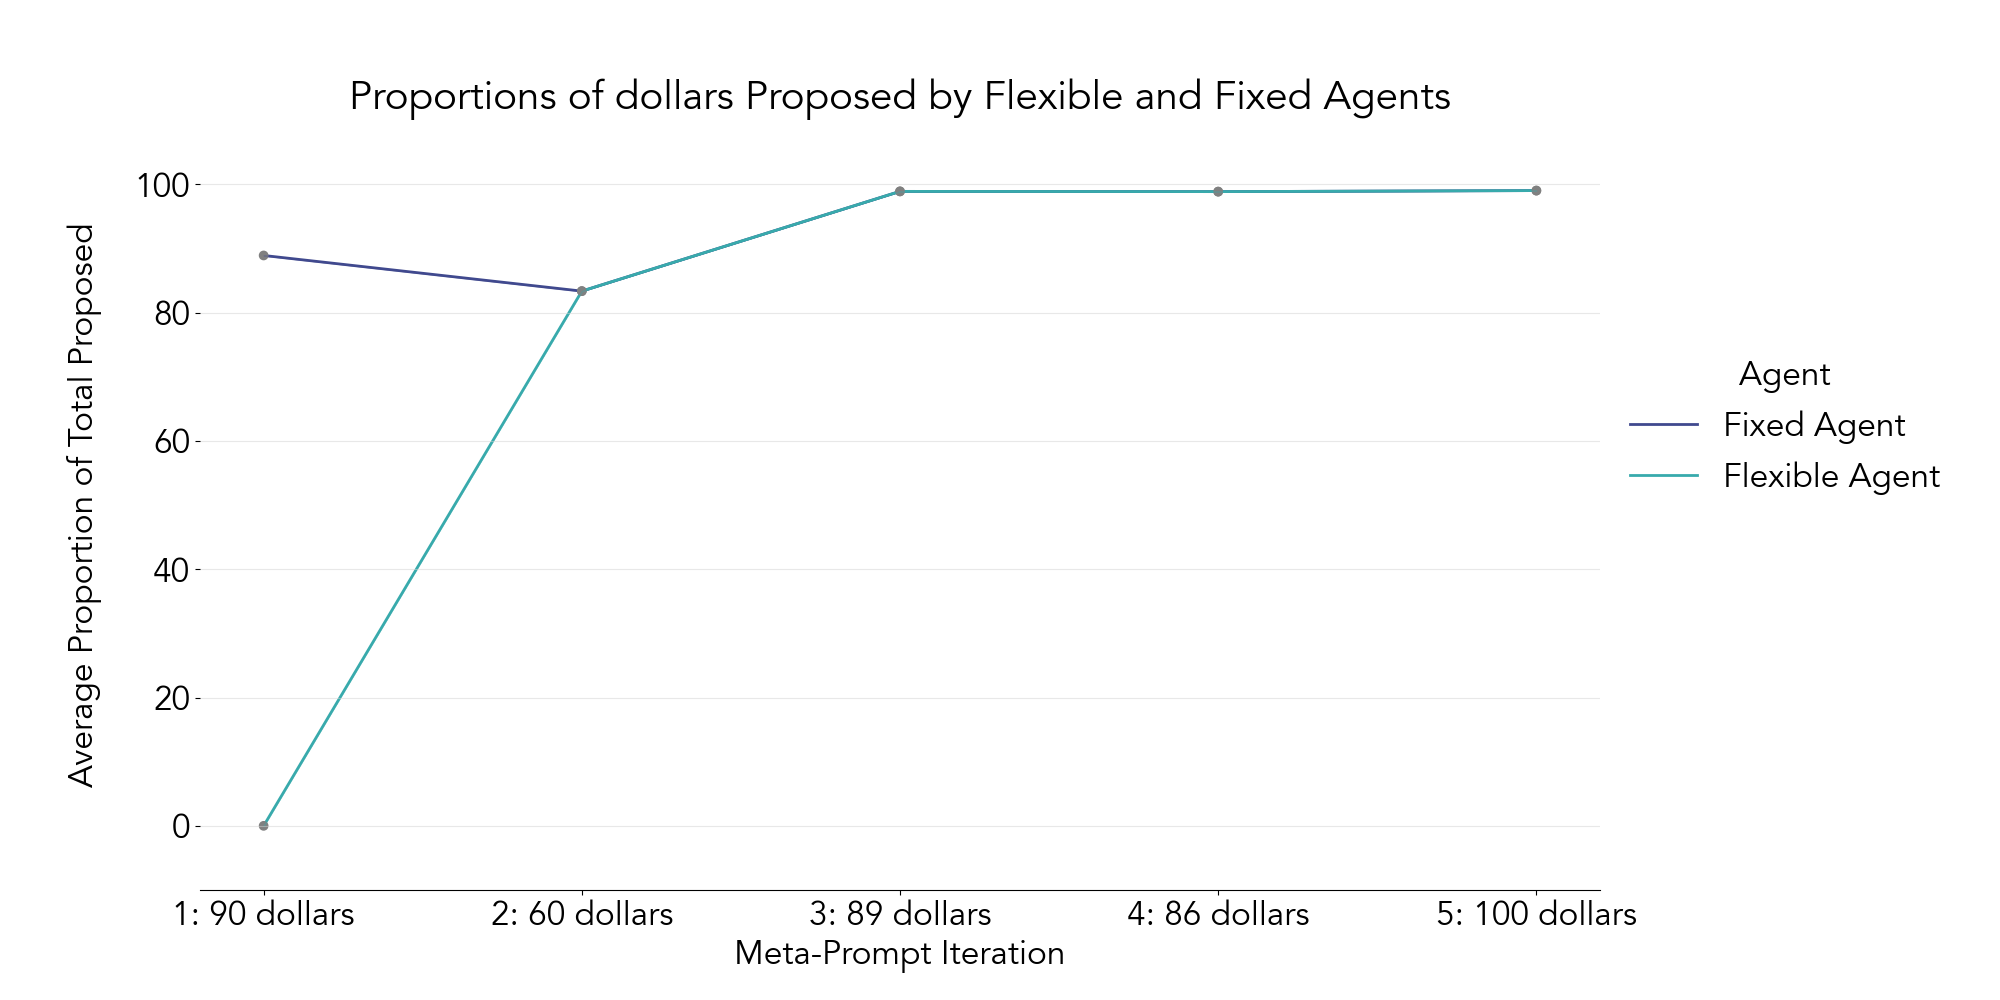 Proportions of dollars Proposed by Flexible and Fixed Agents
Average Proportion of Total Proposed
100
80
60
40
20
0
1: 90 dollars
2: 60 dollars
3: 89 dollars
4: 86 dollars
5: 100 dollars
Meta-Prompt Iteration
Agent
Fixed Agent
Flexible Agent